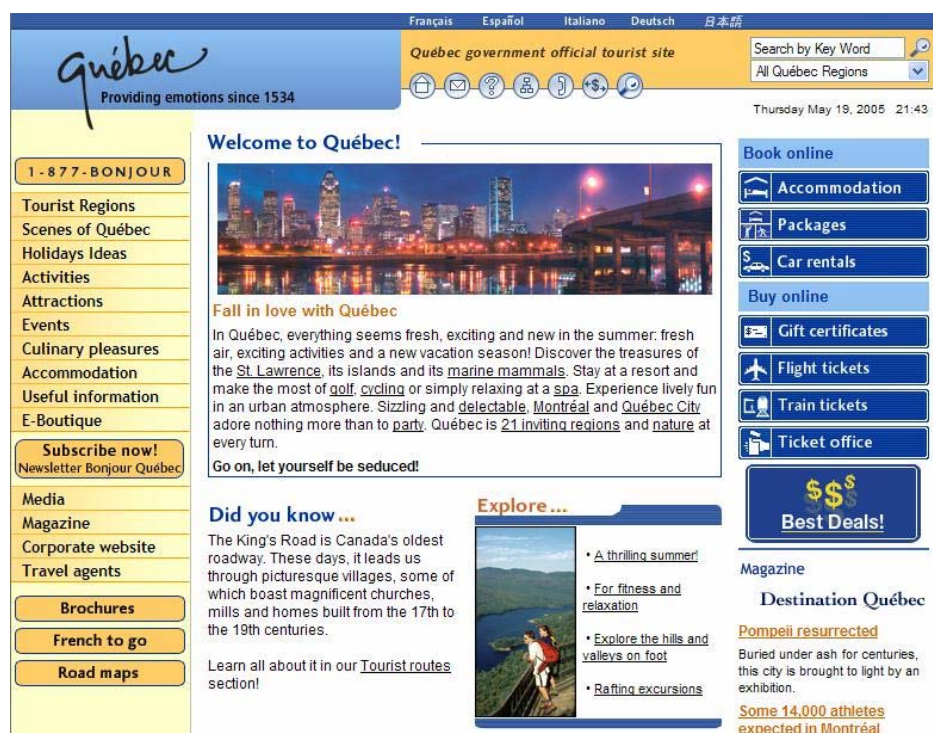 Français Español Italiano Deutsch 日本語
québec
Providing emotions since 1534
Québec government official tourist site
Search by Key Word
All Québec Regions
Thursday May 19, 2005 21:43
1-877-BONJOUR
Tourist Regions
Scenes of Québec
Holidays Ideas
Activities
Attractions
Events
Culinary pleasures
Accommodation
Useful information
E-Boutique
Subscribe now!
Newsletter Bonjour Québec
Media
Magazine
Corporate website
Travel agents
Brochures
French to go
Road maps
Welcome to Québec!
Fall in love with Québec
In Québec, everything seems fresh, exciting and new in the summer: fresh
air, exciting activities and a new vacation season! Discover the treasures of
the St. Lawrence, its islands and its marine mammals. Stay at a resort and
make the most of golf, cycling or simply relaxing at a spa. Experience lively fun
in an urban atmosphere. Sizzling and delectable, Montréal and Québec City
adore nothing more than to party. Québec is 21 inviting regions and nature at
every turn.
Go on, let yourself be seduced!
Did you know...
The King's Road is Canada's oldest
roadway. These days, it leads us
through picturesque villages, some of
which boast magnificent churches,
mills and homes built from the 17th to
the 19th centuries.
Learn all about it in our Tourist routes
section!
Explore...
• A thrilling summer!
• For fitness and
relaxation
• Explore the hills and
valleys on foot
• Rafting excursions
Book online
Accommodation
Packages
$ Car rentals
Buy online
Gift certificates
Flight tickets
Train tickets
Ticket office
$$$
Best Deals!
Magazine
Destination Québec
Pompeii resurrected
Buried under ash for centuries,
this city is brought to light by an
exhibition.
Some 14,000 athletes
expected in Montréal